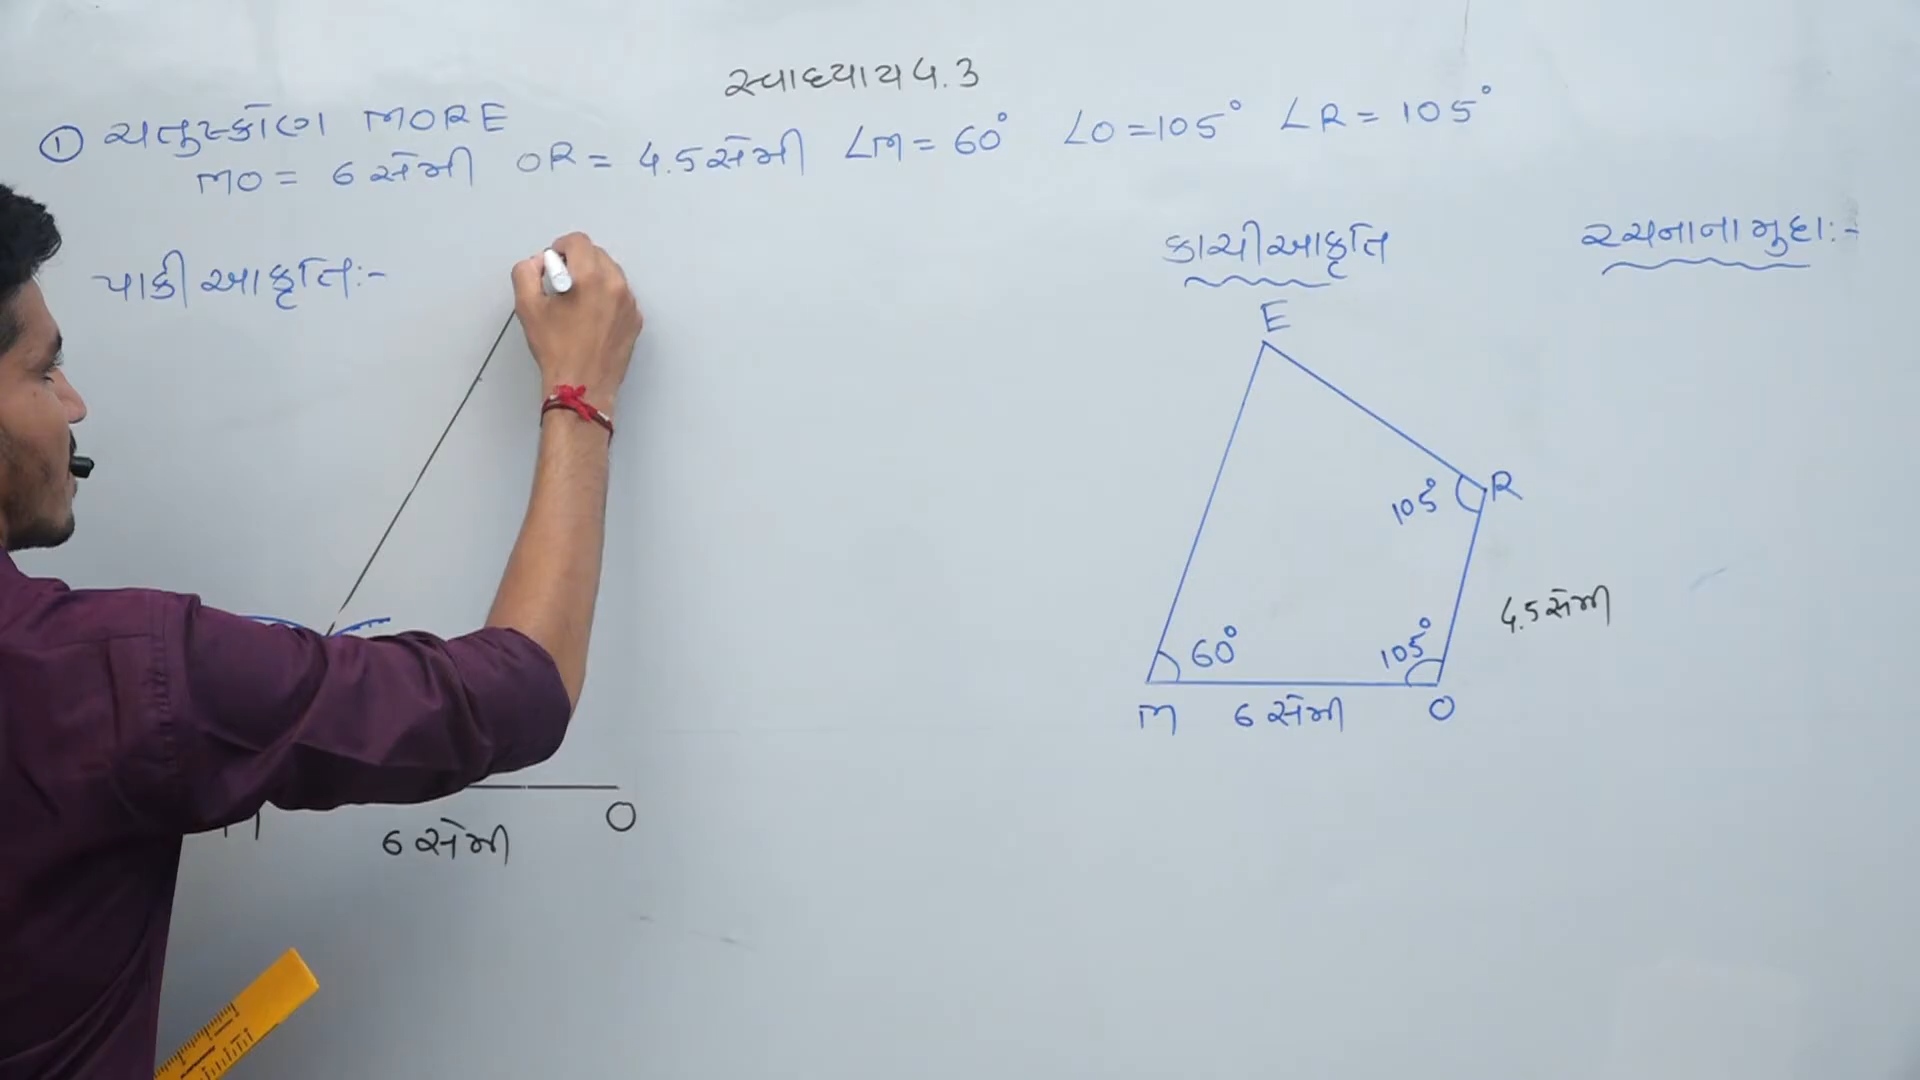 સ્વાધ્યાય 4.3
① ચતુષ્કોણ MORE
MO = 6 સેમી OR = 4.5 સેમી ∠M = 60° ∠O = 105° ∠R = 105°
પાકી આકૃતિ:-
કાચી આકૃતિ
રચનાના મુદ્દા:-
E
R
105°
4.5 સેમી
60°
105°
M 6 સેમી O
O
6 સેમી